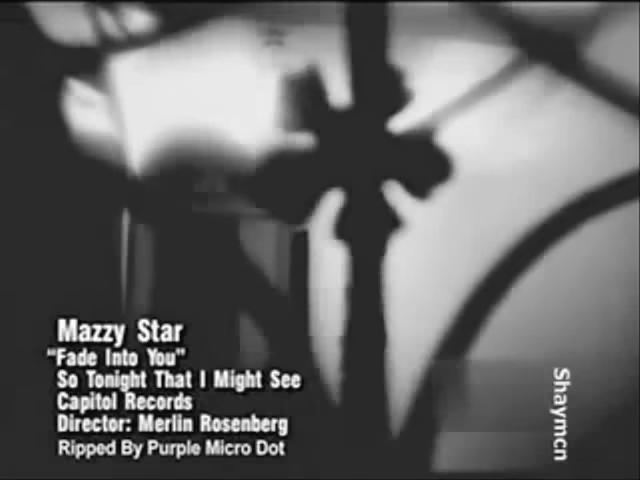 Mazzy Star
“Fade Into You”
So Tonight That I Might See
Capitol Records
Director: Merlin Rosenberg
Ripped By Purple Micro Dot
Shaymcn